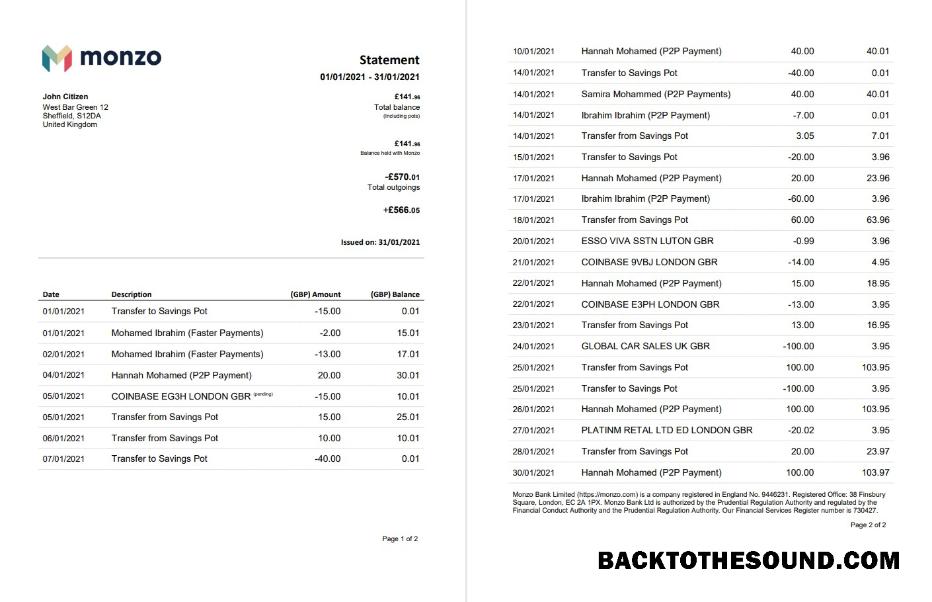 monzo
Statement
01/01/2021 - 31/01/2021
John Citizen
West Bar Green 12
Sheffield, S12DA
United Kingdom
£141.96
Total balance
(Including pots)
£141.96
Balance held with Monzo
-£570.01
Total outgoings
+£566.05
Issued on: 31/01/2021
Date Description (GBP) Amount (GBP) Balance
01/01/2021 Transfer to Savings Pot -15.00 0.01
01/01/2021 Mohamed Ibrahim (Faster Payments) -2.00 15.01
02/01/2021 Mohamed Ibrahim (Faster Payments) -13.00 17.01
04/01/2021 Hannah Mohamed (P2P Payment) 20.00 30.01
05/01/2021 COINBASE EG3H LONDON GBR (pending) -15.00 10.01
05/01/2021 Transfer from Savings Pot 15.00 25.01
06/01/2021 Transfer from Savings Pot 10.00 10.01
07/01/2021 Transfer to Savings Pot -40.00 0.01
Page 1 of 2
10/01/2021 Hannah Mohamed (P2P Payment) 40.00 40.01
14/01/2021 Transfer to Savings Pot -40.00 0.01
14/01/2021 Samira Mohammed (P2P Payments) 40.00 40.01
14/01/2021 Ibrahim Ibrahim (P2P Payment) -7.00 0.01
14/01/2021 Transfer from Savings Pot 3.05 7.01
15/01/2021 Transfer to Savings Pot -20.00 3.96
17/01/2021 Hannah Mohamed (P2P Payment) 20.00 23.96
17/01/2021 Ibrahim Ibrahim (P2P Payment) -60.00 3.96
18/01/2021 Transfer from Savings Pot 60.00 63.96
20/01/2021 ESSO VIVA SSTN LUTON GBR -0.99 3.96
21/01/2021 COINBASE 9VBJ LONDON GBR -14.00 4.95
22/01/2021 Hannah Mohamed (P2P Payment) 15.00 18.95
22/01/2021 COINBASE E3PH LONDON GBR -13.00 3.95
23/01/2021 Transfer from Savings Pot 13.00 16.95
24/01/2021 GLOBAL CAR SALES UK GBR -100.00 3.95
25/01/2021 Transfer from Savings Pot 100.00 103.95
25/01/2021 Transfer to Savings Pot -100.00 3.95
26/01/2021 Hannah Mohamed (P2P Payment) 100.00 103.95
27/01/2021 PLATINM RETAL LTD ED LONDON GBR -20.02 3.95
28/01/2021 Transfer from Savings Pot 20.00 23.97
30/01/2021 Hannah Mohamed (P2P Payment) 100.00 103.97
Monzo Bank Limited (https://monzo.com) is a company registered in England No. 9446231. Registered Office: 38 Finsbury
Square, London, EC 2A 1PX. Monzo Bank Ltd is authorized by the Prudential Regulation Authority and regulated by the
Financial Conduct Authority and the Prudential Regulation Authority. Our Financial Services Register number is 730427.
Page 2 of 2
BACKTOTHESOUND.COM